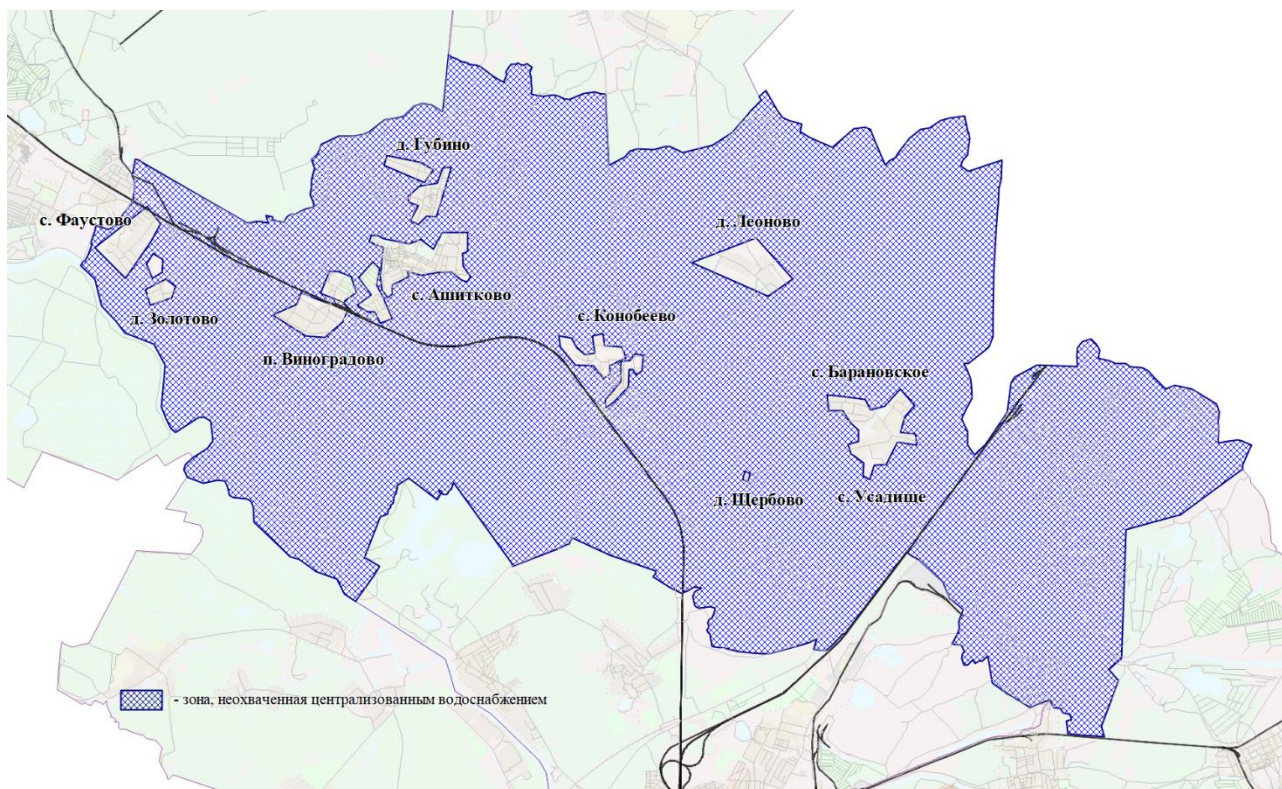 д. Губино
с. Фаустово
д. Леоново
с. Ашитково
д. Золотово
с. Конобеево
п. Виноградово
с. Барановское
д. Щербово
с. Усадище
- зона, неохваченная централизованным водоснабжением